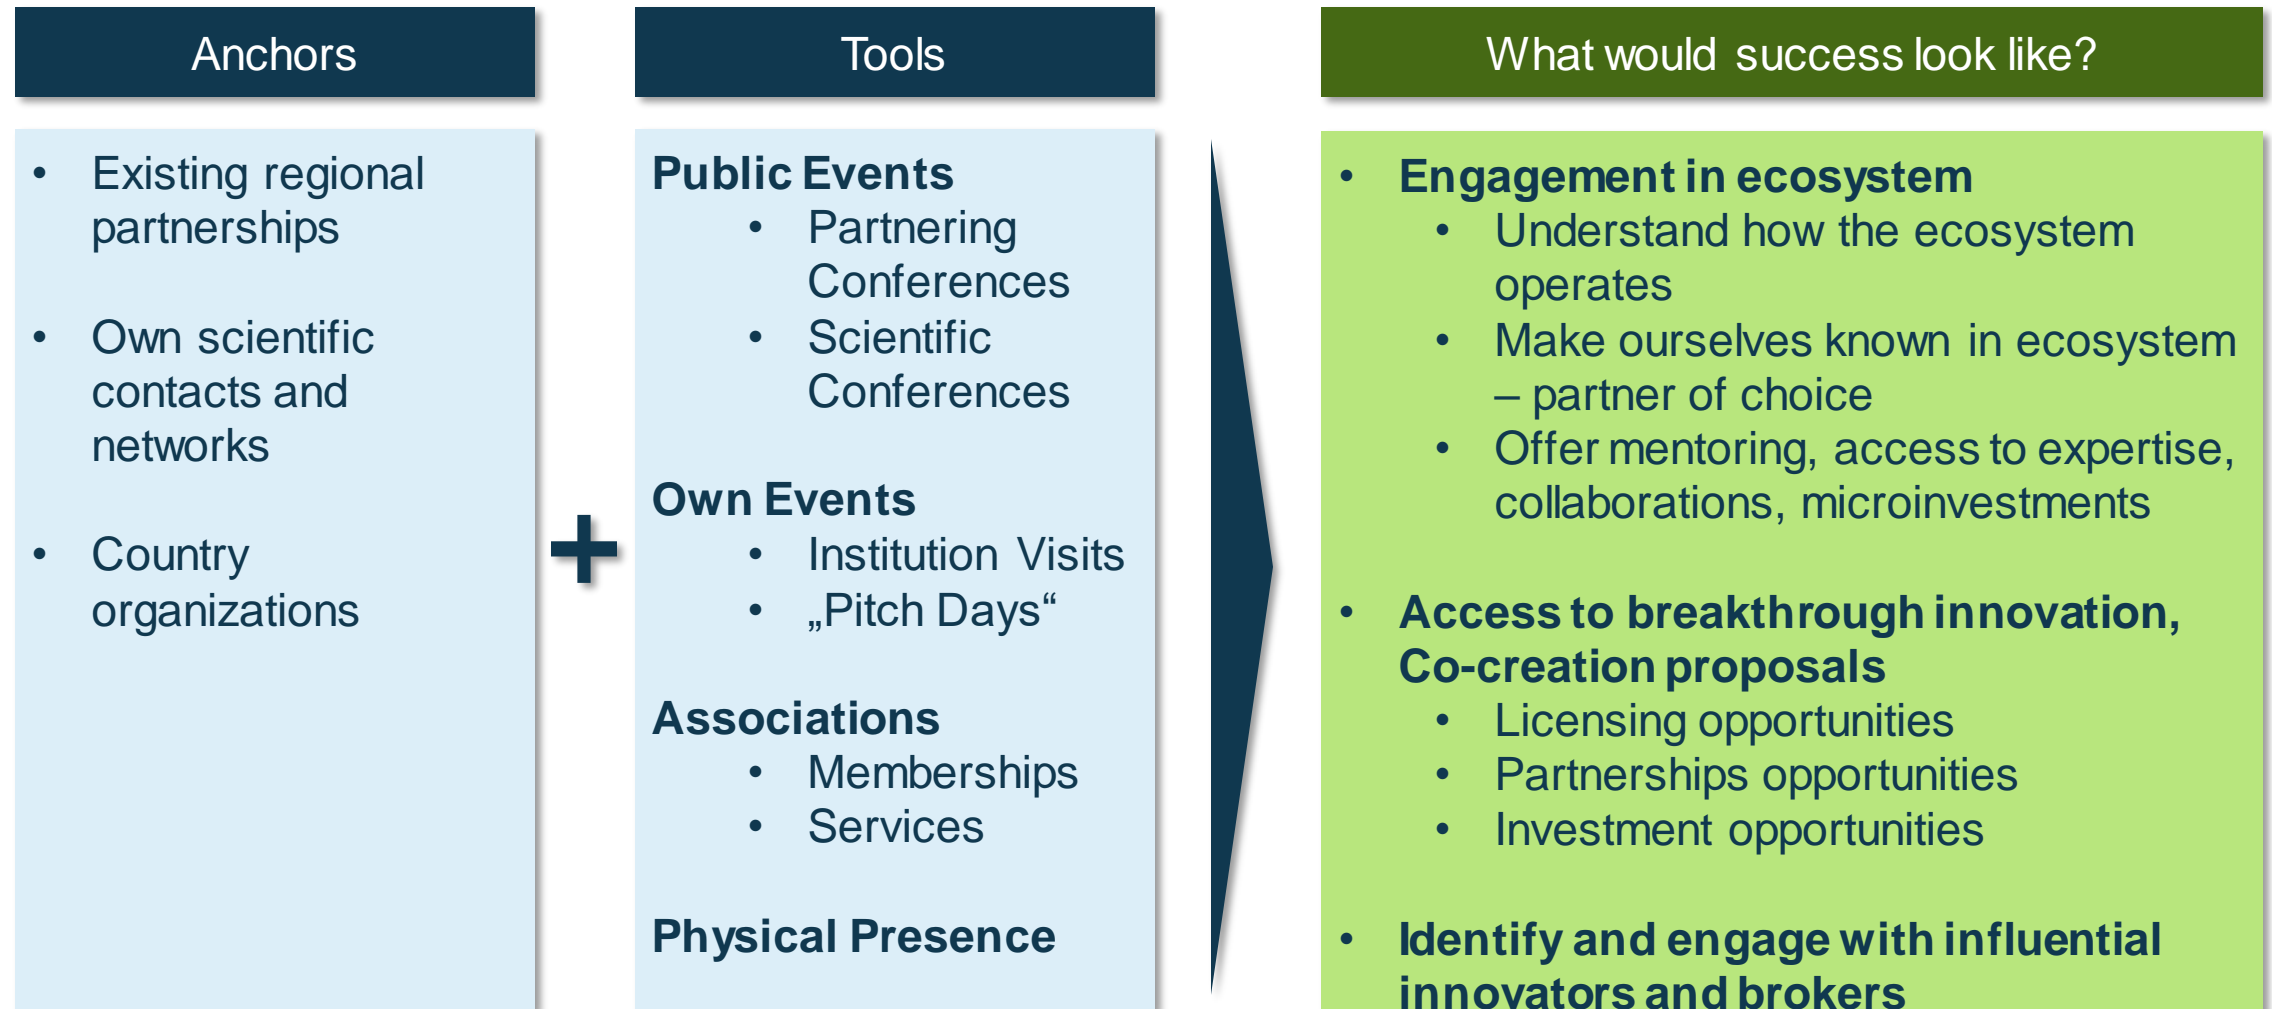 Anchors
• Existing regional
partnerships
• Own scientific
contacts and
networks
• Country
organizations
+
Tools
Public Events
• Partnering
Conferences
• Scientific
Conferences
Own Events
• Institution Visits
• „Pitch Days“
Associations
• Memberships
• Services
Physical Presence
What would success look like?
• Engagement in ecosystem
• Understand how the ecosystem
operates
• Make ourselves known in ecosystem
– partner of choice
• Offer mentoring, access to expertise,
collaborations, microinvestments
• Access to breakthrough innovation,
Co-creation proposals
• Licensing opportunities
• Partnerships opportunities
• Investment opportunities
• Identify and engage with influential
innovators and brokers